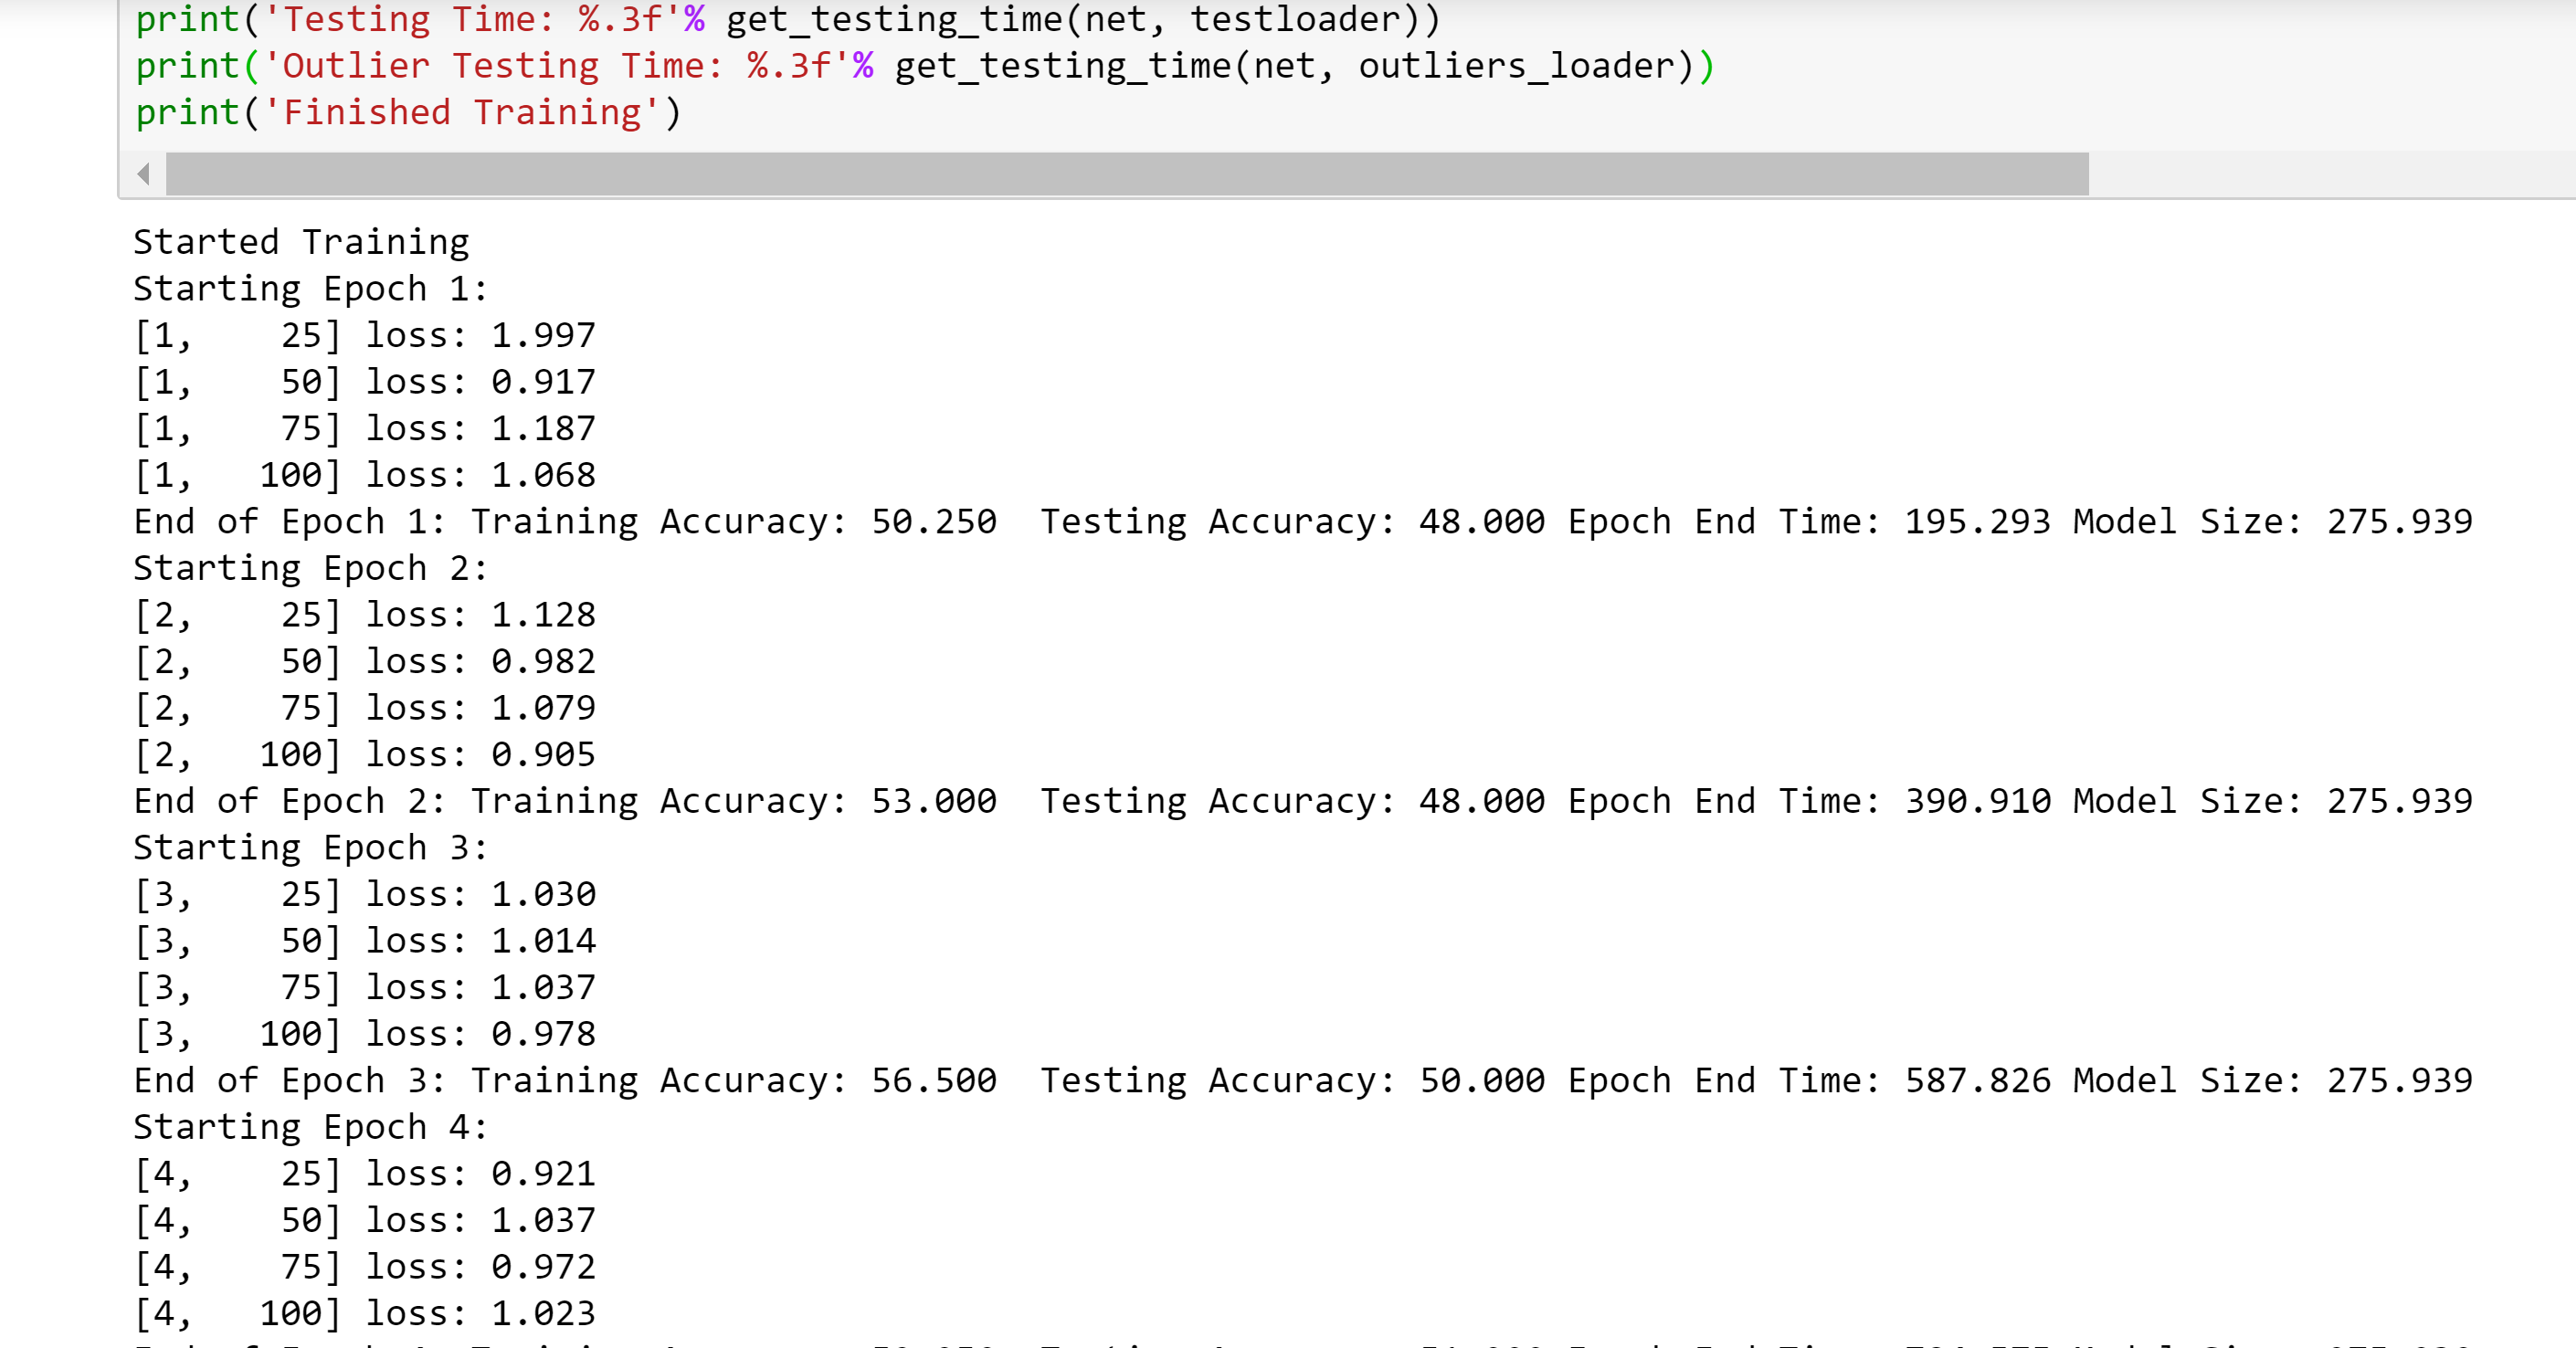 print('Testing Time: %.3f'% get_testing_time(net, testloader))
print('Outlier Testing Time: %.3f'% get_testing_time(net, outliers_loader))
print('Finished Training')
Started Training
Starting Epoch 1:
[1,    25] loss: 1.997
[1,    50] loss: 0.917
[1,    75] loss: 1.187
[1,   100] loss: 1.068
End of Epoch 1: Training Accuracy: 50.250  Testing Accuracy: 48.000 Epoch End Time: 195.293 Model Size: 275.939
Starting Epoch 2:
[2,    25] loss: 1.128
[2,    50] loss: 0.982
[2,    75] loss: 1.079
[2,   100] loss: 0.905
End of Epoch 2: Training Accuracy: 53.000  Testing Accuracy: 48.000 Epoch End Time: 390.910 Model Size: 275.939
Starting Epoch 3:
[3,    25] loss: 1.030
[3,    50] loss: 1.014
[3,    75] loss: 1.037
[3,   100] loss: 0.978
End of Epoch 3: Training Accuracy: 56.500  Testing Accuracy: 50.000 Epoch End Time: 587.826 Model Size: 275.939
Starting Epoch 4:
[4,    25] loss: 0.921
[4,    50] loss: 1.037
[4,    75] loss: 0.972
[4,   100] loss: 1.023